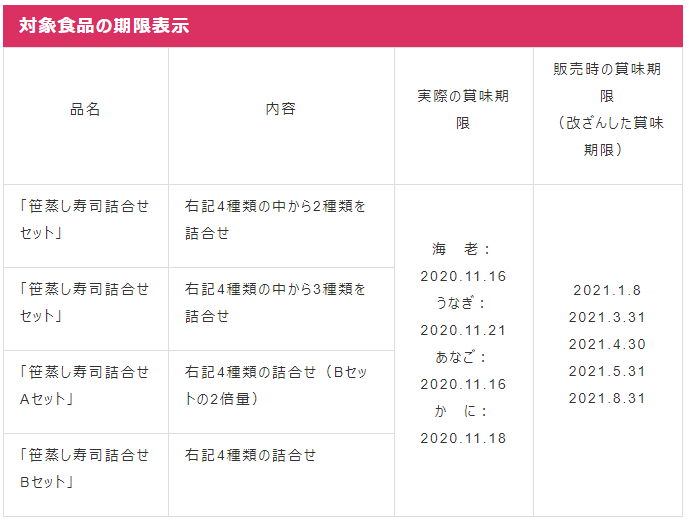 対象食品の期限表示
品名
内容
実際の賞味期
限
販売時の賞味期
限
（改ざんした賞味
期限）
「笹蒸し寿司詰合せ
セット」
右記4種類の中から2種類を
詰合せ
「笹蒸し寿司詰合せ
セット」
右記4種類の中から3種類を
詰合せ
「笹蒸し寿司詰合せ
Aセット」
右記4種類の詰合せ（Bセッ
トの2倍量）
「笹蒸し寿司詰合せ
Bセット」
右記4種類の詰合せ
海　老：
2020.11.16
うなぎ：
2020.11.21
あなご：
2020.11.16
か　に：
2020.11.18
2021.1.8
2021.3.31
2021.4.30
2021.5.31
2021.8.31